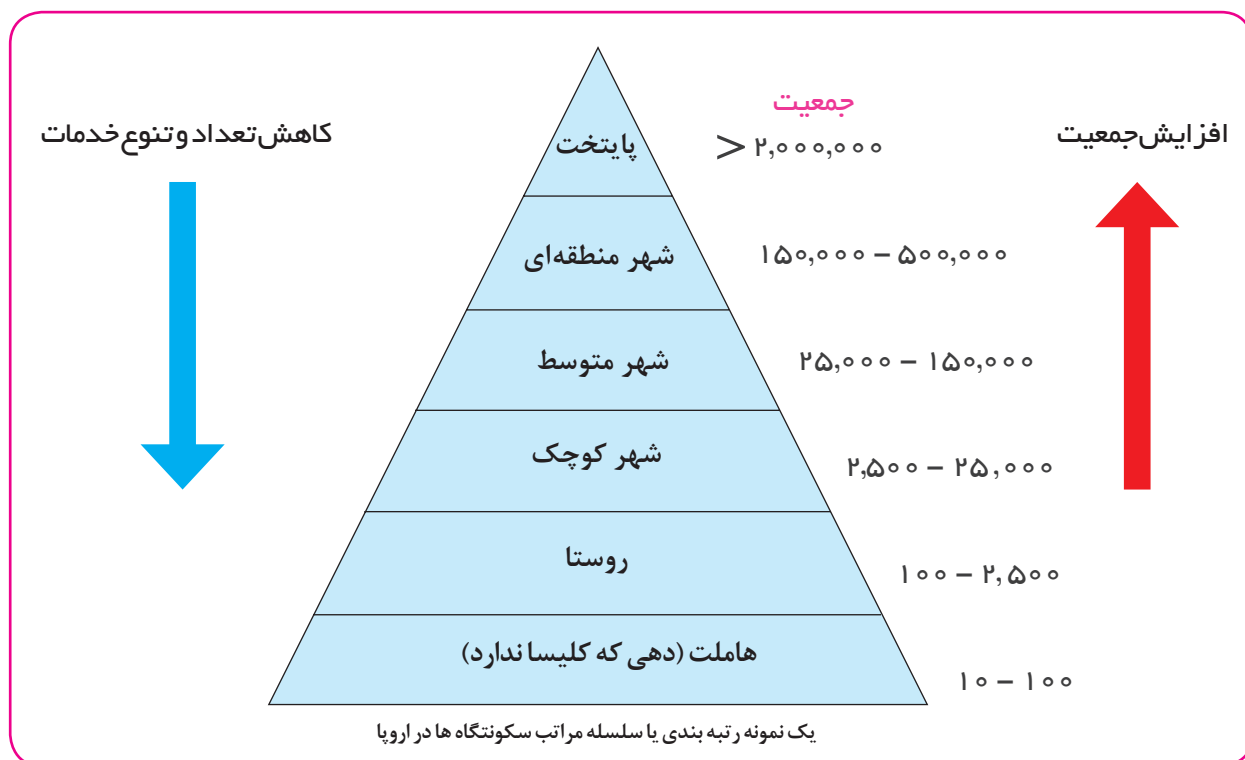 جمعیت
افزایش جمعیت
کاهش تعداد و تنوع خدمات
پایتخت
> ۲,۰۰۰,۰۰۰
شهر منطقه‌ای
۱۵۰,۰۰۰ – ۵۰۰,۰۰۰
شهر متوسط
۲۵,۰۰۰ – ۱۵۰,۰۰۰
شهر کوچک
۲,۵۰۰ – ۲۵,۰۰۰
روستا
۱۰۰ – ۲,۵۰۰
هاملت (دهی که کلیسا ندارد)
۱۰ – ۱۰۰
یک نمونه رتبه بندی یا سلسله مراتب سکونتگاه ها در اروپا